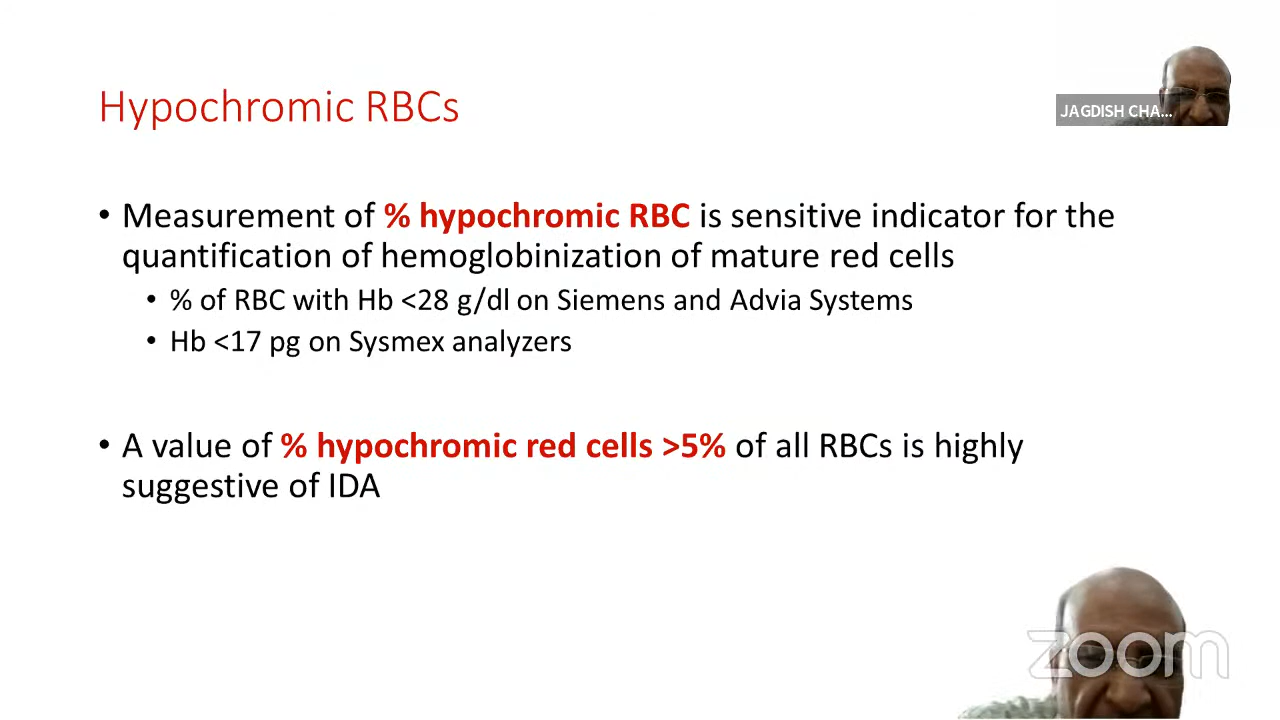 Hypochromic RBCs
JAGDISH CHA...
• Measurement of % hypochromic RBC is sensitive indicator for the
quantification of hemoglobinization of mature red cells
• % of RBC with Hb <28 g/dl on Siemens and Advia Systems
• Hb <17 pg on Sysmex analyzers
• A value of % hypochromic red cells >5% of all RBCs is highly
suggestive of IDA
zoom